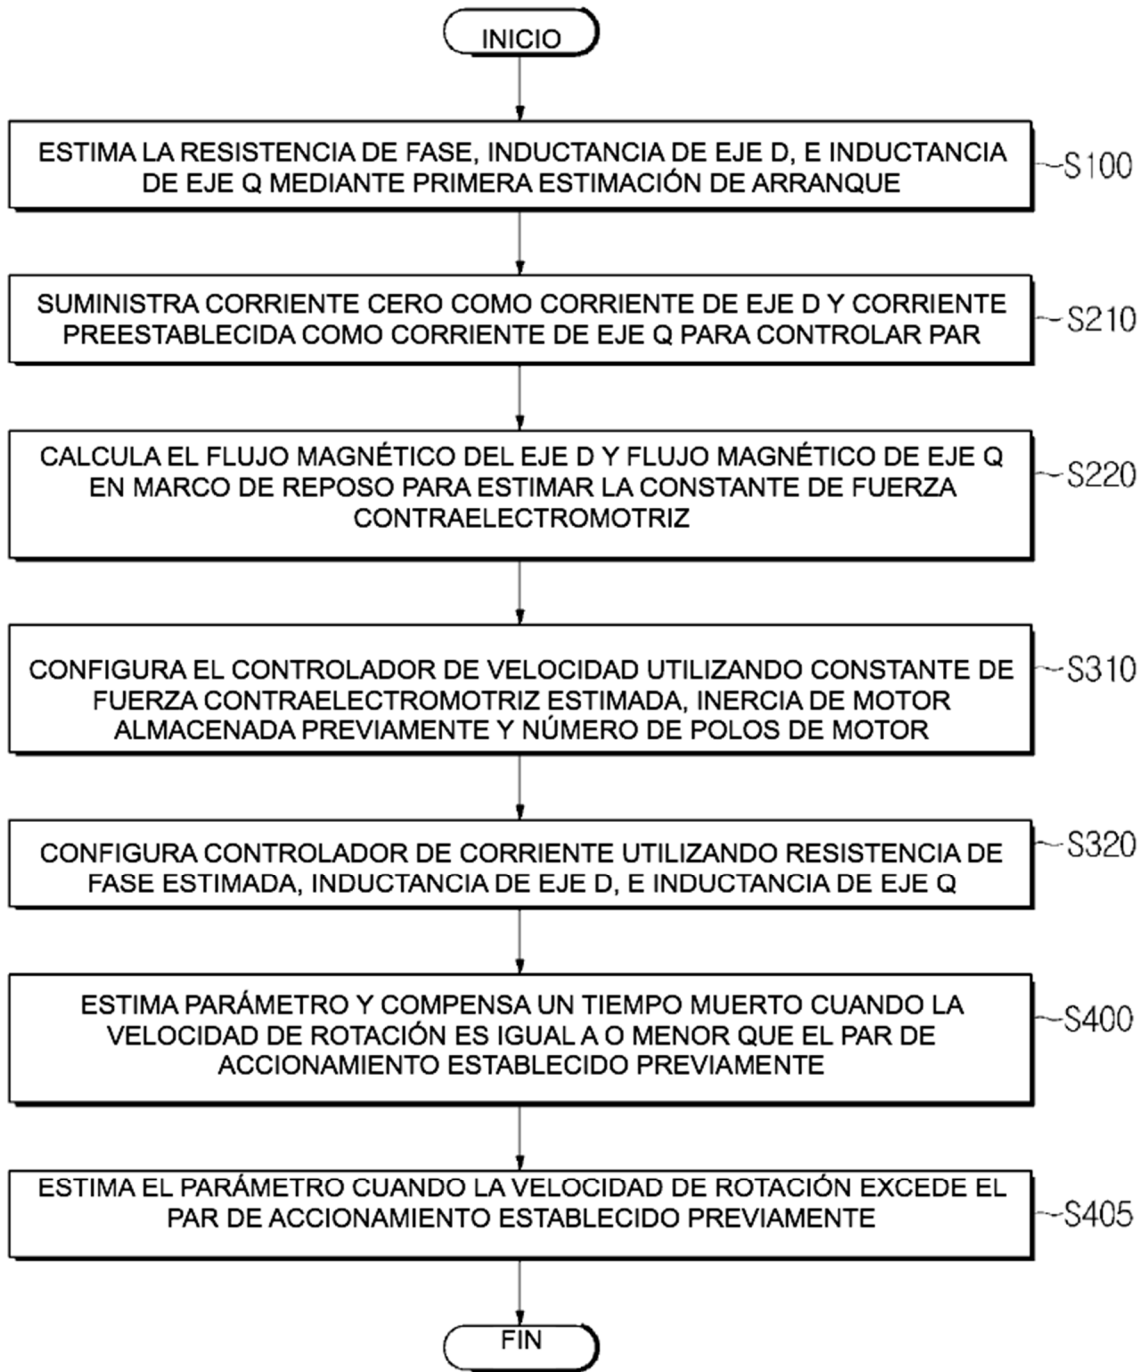 INICIO
ESTIMA LA RESISTENCIA DE FASE, INDUCTANCIA DE EJE D, E INDUCTANCIA
DE EJE Q MEDIANTE PRIMERA ESTIMACIÓN DE ARRANQUE
S100
SUMINISTRA CORRIENTE CERO COMO CORRIENTE DE EJE D Y CORRIENTE
PREESTABLECIDA COMO CORRIENTE DE EJE Q PARA CONTROLAR PAR
S210
CALCULA EL FLUJO MAGNÉTICO DEL EJE D Y FLUJO MAGNÉTICO DE EJE Q
EN MARCO DE REPOSO PARA ESTIMAR LA CONSTANTE DE FUERZA
CONTRAELECTROMOTRIZ
S220
CONFIGURA EL CONTROLADOR DE VELOCIDAD UTILIZANDO CONSTANTE DE
FUERZA CONTRAELECTROMOTRIZ ESTIMADA, INERCIA DE MOTOR
ALMACENADA PREVIAMENTE Y NÚMERO DE POLOS DE MOTOR
S310
CONFIGURA CONTROLADOR DE CORRIENTE UTILIZANDO RESISTENCIA DE
FASE ESTIMADA, INDUCTANCIA DE EJE D, E INDUCTANCIA DE EJE Q
S320
ESTIMA PARÁMETRO Y COMPENSA UN TIEMPO MUERTO CUANDO LA
VELOCIDAD DE ROTACIÓN ES IGUAL A O MENOR QUE EL PAR DE
ACCIONAMIENTO ESTABLECIDO PREVIAMENTE
S400
ESTIMA EL PARÁMETRO CUANDO LA VELOCIDAD DE ROTACIÓN EXCEDE EL
PAR DE ACCIONAMIENTO ESTABLECIDO PREVIAMENTE
S405
FIN